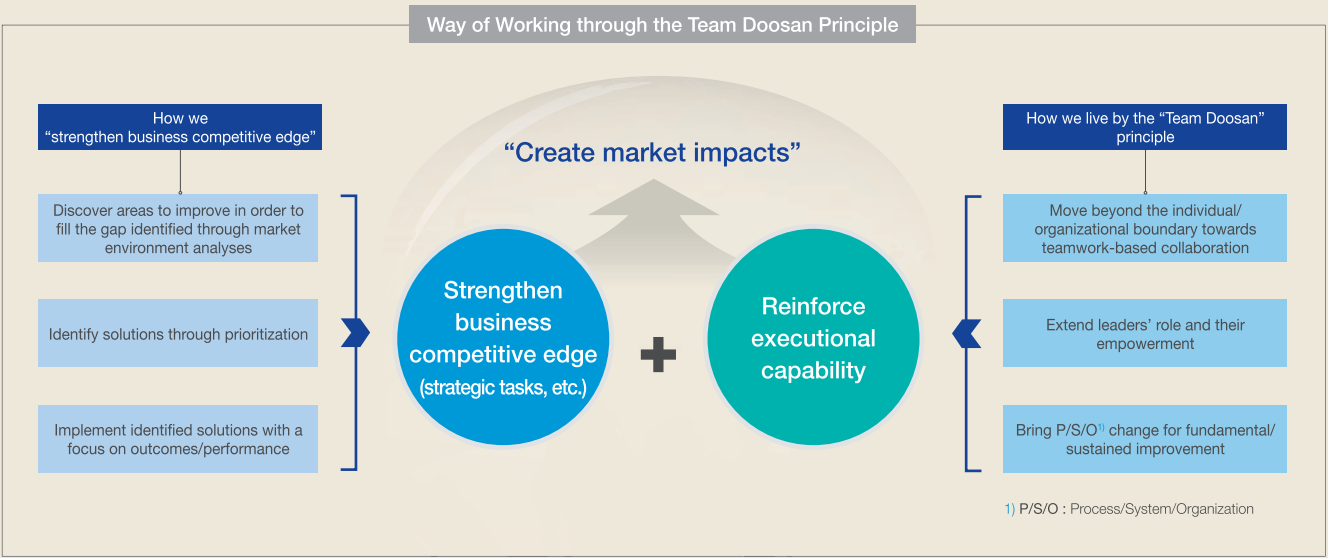 Way of Working through the Team Doosan Principle
How we
“strengthen business competitive edge”
Discover areas to improve in order to
fill the gap identified through market
environment analyses
Identify solutions through prioritization
Implement identified solutions with a
focus on outcomes/performance
“Create market impacts”
Strengthen
business
competitive edge
(strategic tasks, etc.)
Reinforce
executional
capability
How we live by the “Team Doosan”
principle
Move beyond the individual/
organizational boundary towards
teamwork-based collaboration
Extend leaders’ role and their
empowerment
Bring P/S/O1) change for fundamental/
sustained improvement
1) P/S/O : Process/System/Organization